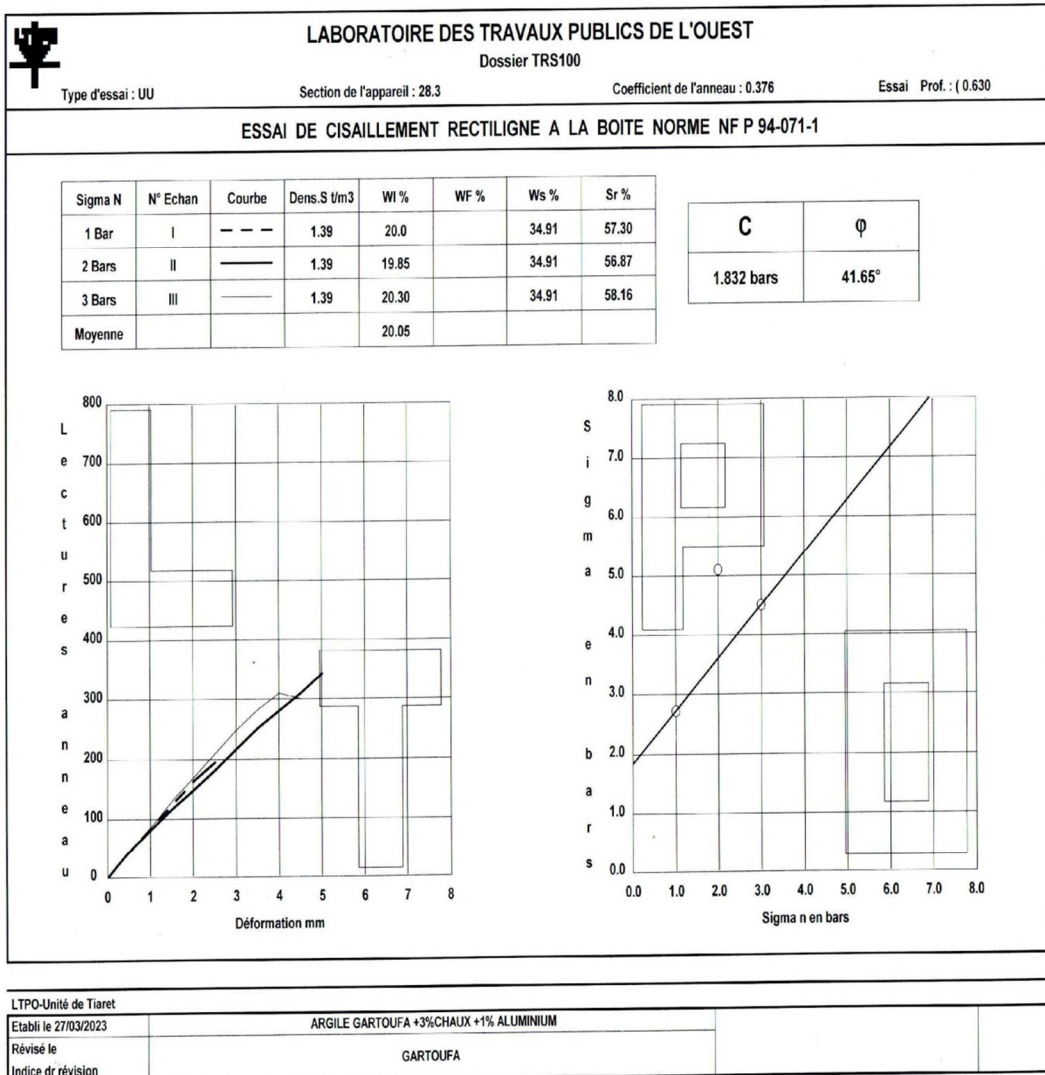 LTPO
LABORATOIRE DES TRAVAUX PUBLICS DE L'OUEST
Dossier TRS100
Type d'essai : UU Section de l'appareil : 28.3 Coefficient de l'anneau : 0.376 Essai Prof. : ( 0.630
ESSAI DE CISAILLEMENT RECTILIGNE A LA BOITE NORME NF P 94-071-1
Sigma N N° Echan Courbe Dens.S t/m3 WI % WF % Ws % Sr %
1 Bar I 1.39 20.0 34.91 57.30
2 Bars II 1.39 19.85 34.91 56.87
3 Bars III 1.39 20.30 34.91 58.16
Moyenne 20.05
C φ
1.832 bars 41.65°
Lectures anneau
800
700
600
500
400
300
200
100
0
0 1 2 3 4 5 6 7 8
Déformation mm
L T P O
Sigma en bars
8.0
7.0
6.0
5.0
4.0
3.0
2.0
1.0
0.0
0.0 1.0 2.0 3.0 4.0 5.0 6.0 7.0 8.0
Sigma n en bars
LTPO-Unité de Tiaret
Etabli le 27/03/2023 ARGILE GARTOUFA +3%CHAUX +1% ALUMINIUM
Révisé le GARTOUFA
Indice dr révision